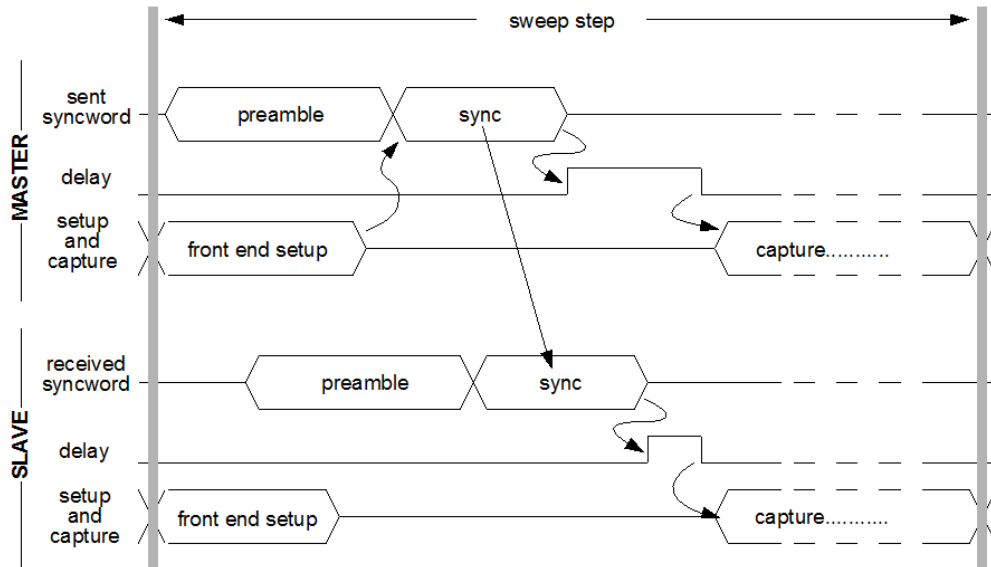 sweep step
MASTER
sent
syncword
preamble
sync
delay
setup
and
capture
front end setup
capture..........
SLAVE
received
syncword
preamble
sync
delay
setup
and
capture
front end setup
capture..........